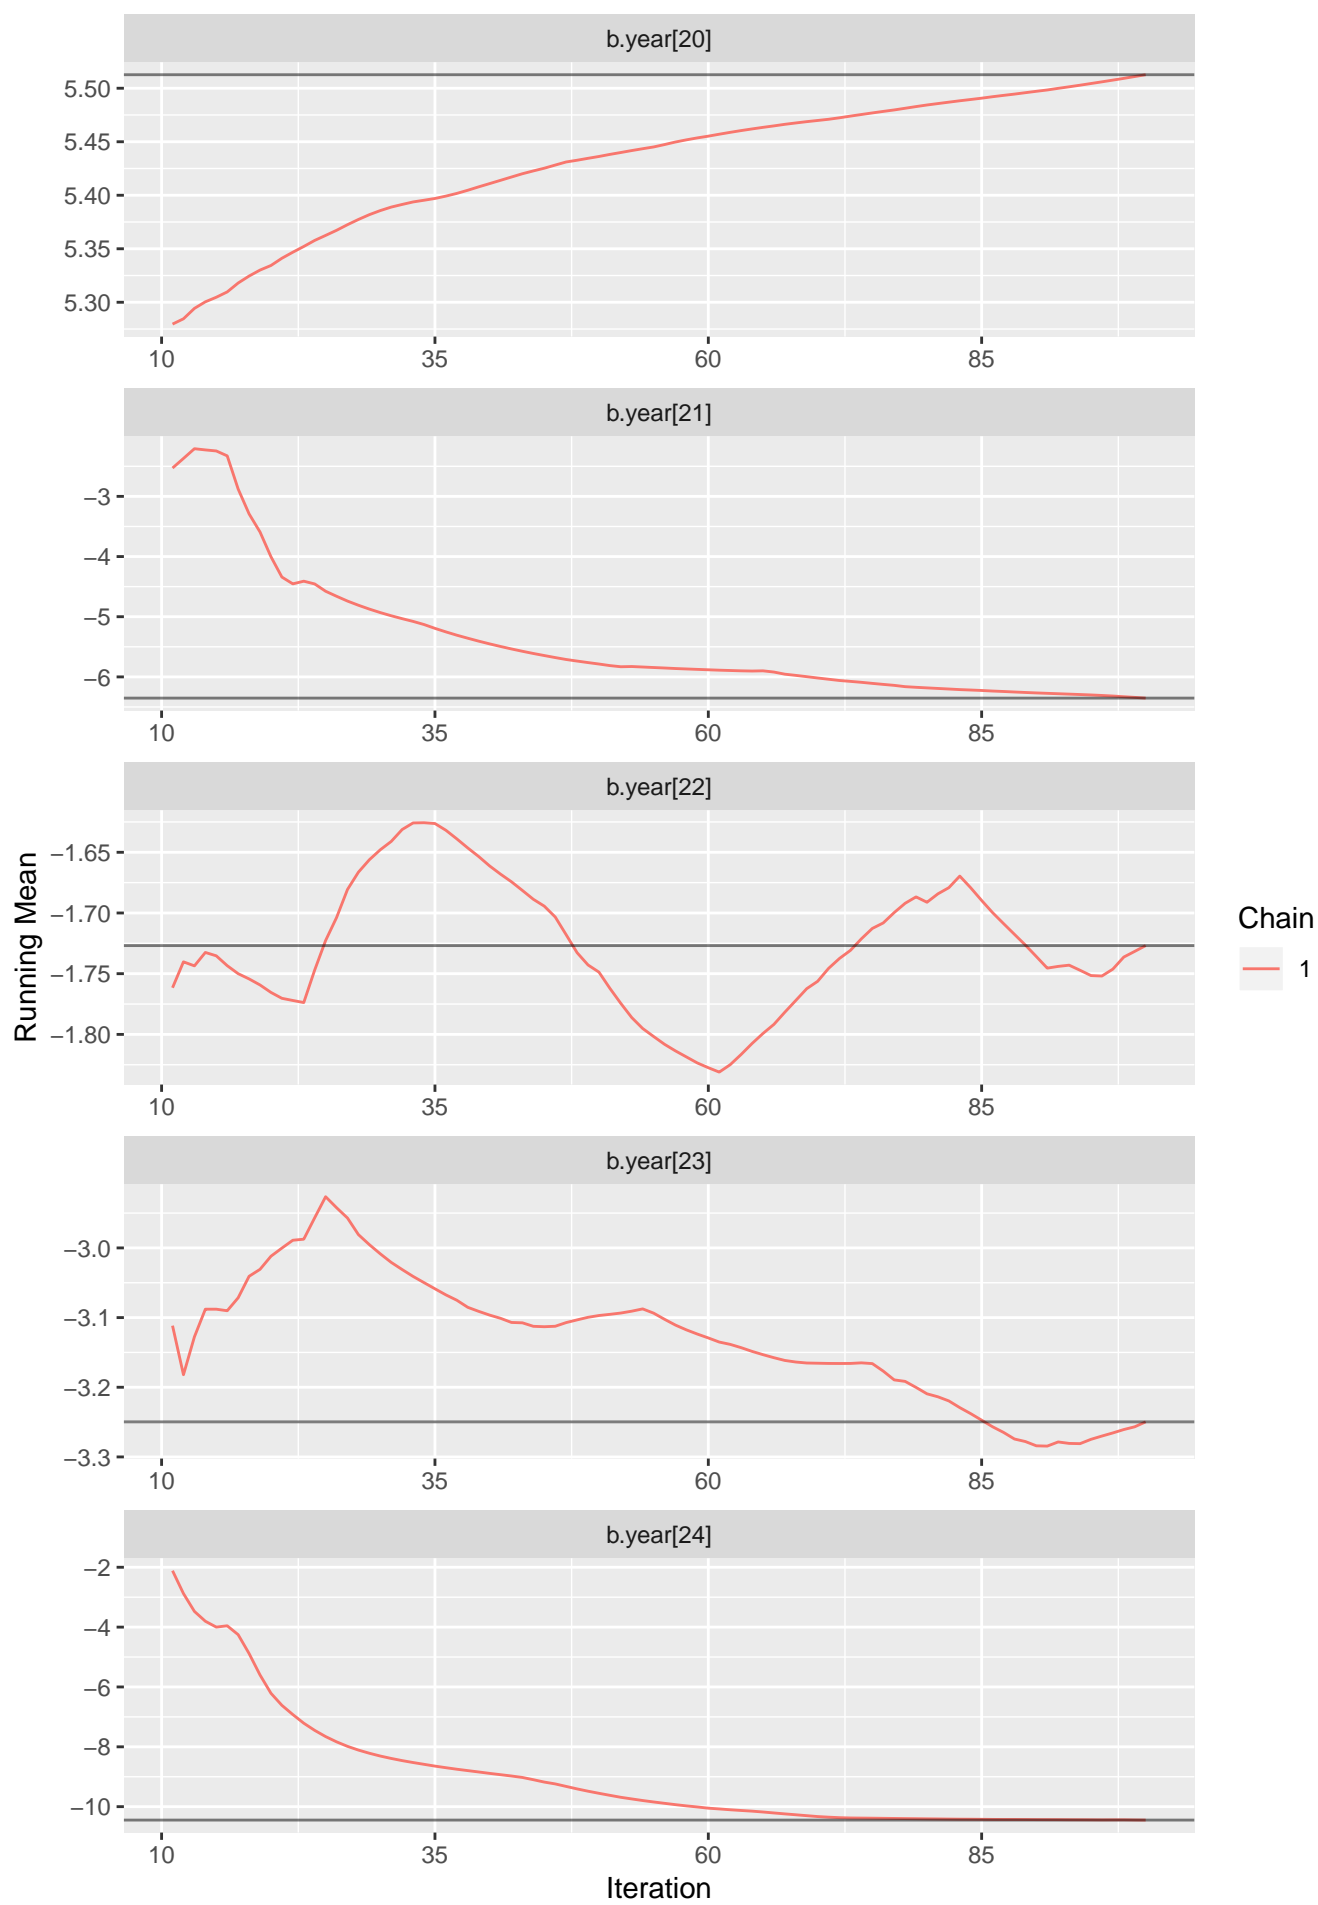 b.year[20]
5.50
5.45
5.40
5.35
5.30
10 35 60 85
b.year[21]
−3
−4
−5
−6
10 35 60 85
b.year[22]
−1.65
−1.70
−1.75
−1.80
10 35 60 85
b.year[23]
−3.0
−3.1
−3.2
−3.3
10 35 60 85
b.year[24]
−2
−4
−6
−8
−10
10 35 60 85
Iteration
Running Mean
Chain
1